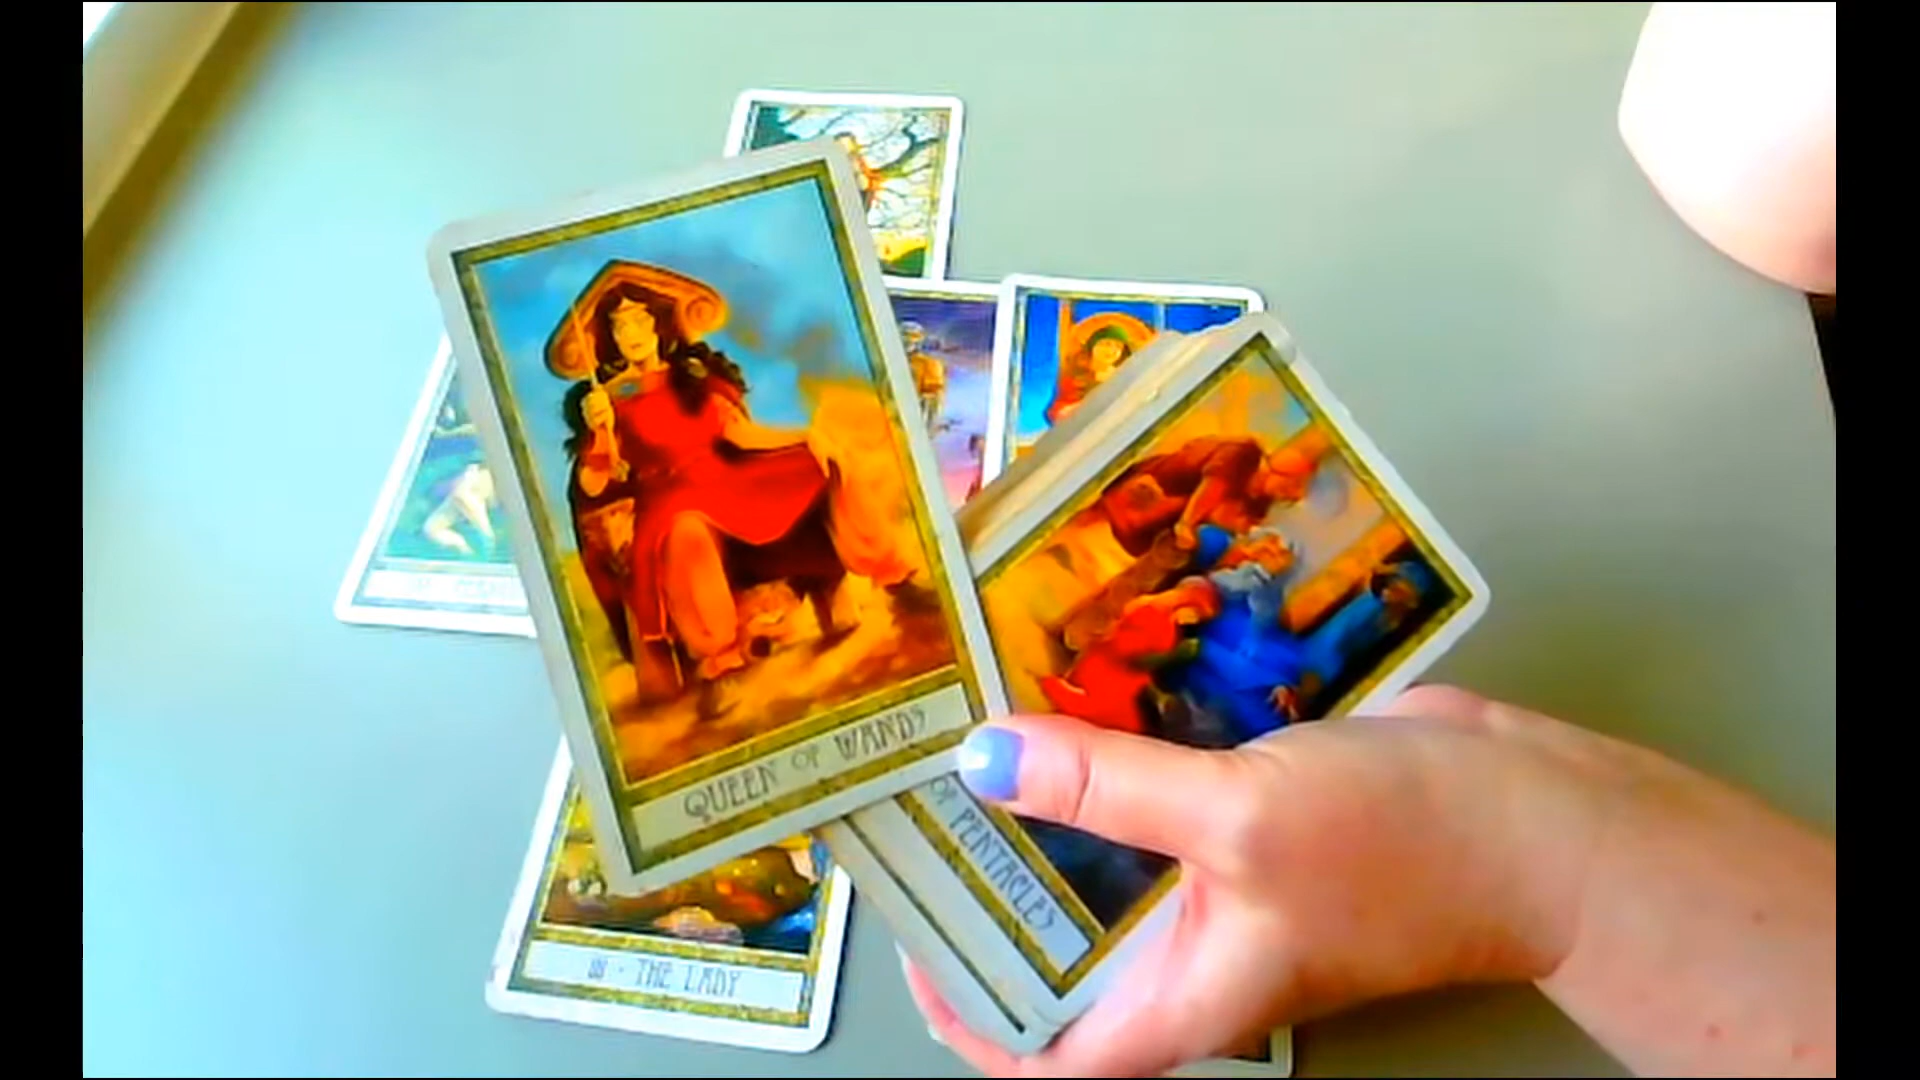 QUEEN OF WANDS
OF PENTACLES
III · THE LADY